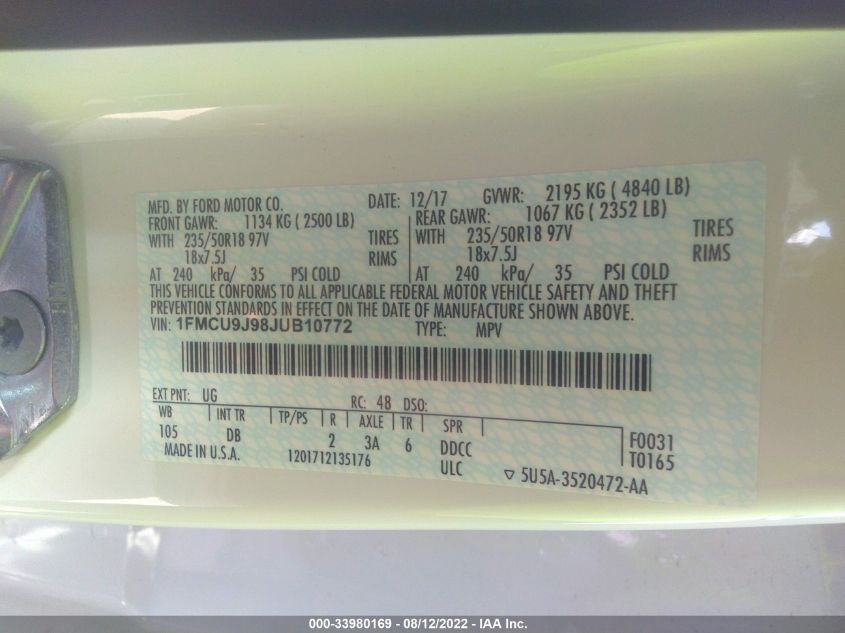 MFD. BY FORD MOTOR CO. DATE: 12/17 GVWR: 2195 KG ( 4840 LB)
FRONT GAWR: 1134 KG ( 2500 LB) REAR GAWR: 1067 KG ( 2352 LB)
WITH 235/50R18 97V TIRES WITH 235/50R18 97V TIRES
18x7.5J RIMS 18x7.5J RIMS
AT 240 kPa/ 35 PSI COLD AT 240 kPa/ 35 PSI COLD
THIS VEHICLE CONFORMS TO ALL APPLICABLE FEDERAL MOTOR VEHICLE SAFETY AND THEFT
PREVENTION STANDARDS IN EFFECT ON THE DATE OF MANUFACTURE SHOWN ABOVE.
VIN: 1FMCU9J98JUB10772 TYPE: MPV
EXT PNT: UG RC: 48 DSO:
WB INT TR TP/PS R AXLE TR SPR
105 DB 2 3A 6 DDCC F0031
MADE IN U.S.A. 1201712135176 ULC T0165
▽ 5U5A-3520472-AA
000-33980169 - 08/12/2022 - IAA Inc.